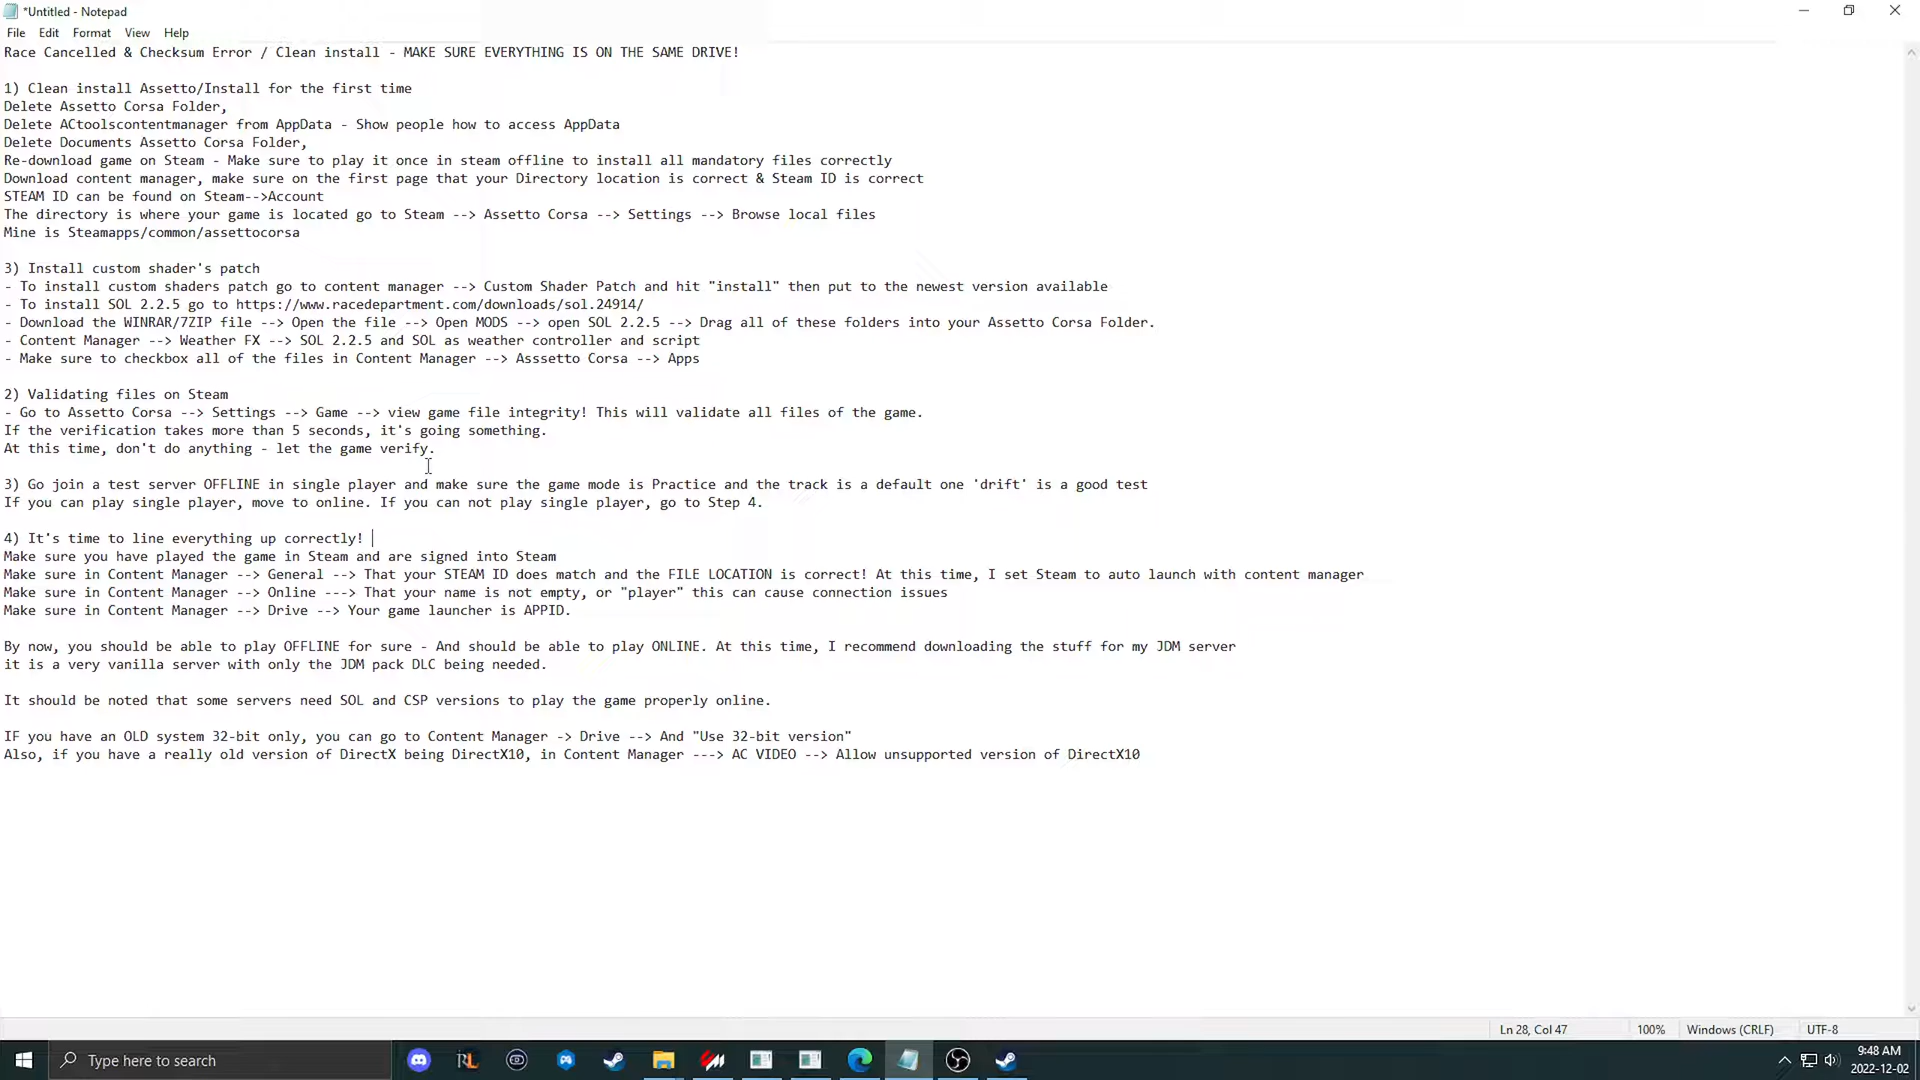 *Untitled - Notepad
File Edit Format View Help
Race Cancelled & Checksum Error / Clean install - MAKE SURE EVERYTHING IS ON THE SAME DRIVE!
1) Clean install Assetto/Install for the first time
Delete Assetto Corsa Folder,
Delete ACtoolscontentmanager from AppData - Show people how to access AppData
Delete Documents Assetto Corsa Folder,
Re-download game on Steam - Make sure to play it once in steam offline to install all mandatory files correctly
Download content manager, make sure on the first page that your Directory location is correct & Steam ID is correct
STEAM ID can be found on Steam-->Account
The directory is where your game is located go to Steam --> Assetto Corsa --> Settings --> Browse local files
Mine is Steamapps/common/assettocorsa
3) Install custom shader's patch
- To install custom shaders patch go to content manager --> Custom Shader Patch and hit "install" then put to the newest version available
- To install SOL 2.2.5 go to https://www.racedepartment.com/downloads/sol.24914/
- Download the WINRAR/7ZIP file --> Open the file --> Open MODS --> open SOL 2.2.5 --> Drag all of these folders into your Assetto Corsa Folder.
- Content Manager --> Weather FX --> SOL 2.2.5 and SOL as weather controller and script
- Make sure to checkbox all of the files in Content Manager --> Asssetto Corsa --> Apps
2) Validating files on Steam
- Go to Assetto Corsa --> Settings --> Game --> view game file integrity! This will validate all files of the game.
If the verification takes more than 5 seconds, it's going something.
At this time, don't do anything - let the game verify.
3) Go join a test server OFFLINE in single player and make sure the game mode is Practice and the track is a default one 'drift' is a good test
If you can play single player, move to online. If you can not play single player, go to Step 4.
4) It's time to line everything up correctly!
Make sure you have played the game in Steam and are signed into Steam
Make sure in Content Manager --> General --> That your STEAM ID does match and the FILE LOCATION is correct! At this time, I set Steam to auto launch with content manager
Make sure in Content Manager --> Online ---> That your name is not empty, or "player" this can cause connection issues
Make sure in Content Manager --> Drive --> Your game launcher is APPID.
By now, you should be able to play OFFLINE for sure - And should be able to play ONLINE. At this time, I recommend downloading the stuff for my JDM server
it is a very vanilla server with only the JDM pack DLC being needed.
It should be noted that some servers need SOL and CSP versions to play the game properly online.
IF you have an OLD system 32-bit only, you can go to Content Manager -> Drive --> And "Use 32-bit version"
Also, if you have a really old version of DirectX being DirectX10, in Content Manager ---> AC VIDEO --> Allow unsupported version of DirectX10
Ln 28, Col 47 100% Windows (CRLF) UTF-8
Type here to search
RL
9:48 AM
2022-12-02